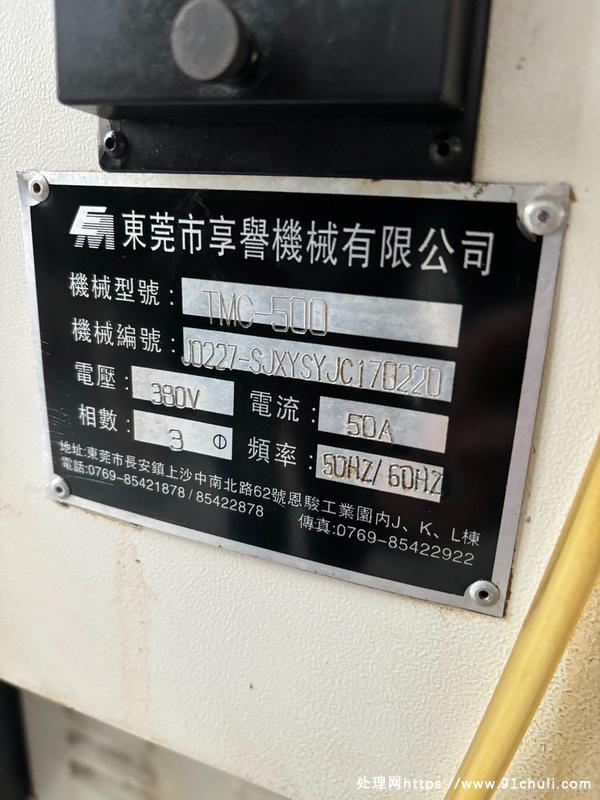 東莞市享譽機械有限公司
機械型號：TMC-500
機械編號：J0227-SJXYSYJC170220
電壓：380V 電流：50A
相數：3 Φ 頻率：50HZ/60HZ
地址:東莞市長安鎮上沙中南北路62號恩駿工業園内J、K、L棟
電話:0769-85421878/85422878 傳真:0769-85422922
处理网https://www.91chuli.com/